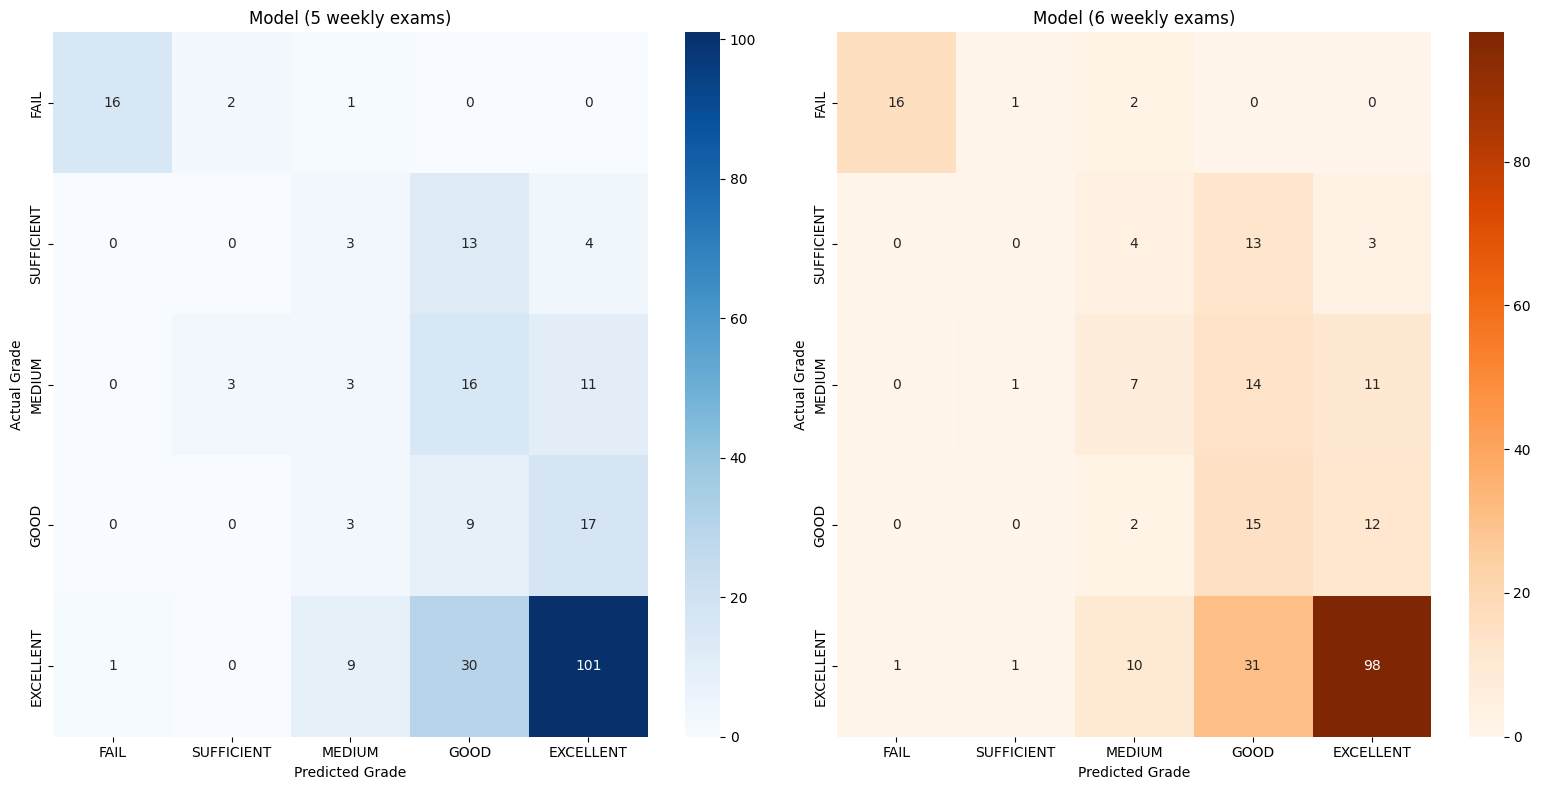 Model (5 weekly exams)
FAIL 16 2 1 0 0
SUFFICIENT 0 0 3 13 4
MEDIUM 0 3 3 16 11
GOOD 0 0 3 9 17
EXCELLENT 1 0 9 30 101
Actual Grade
FAIL SUFFICIENT MEDIUM GOOD EXCELLENT
Predicted Grade
100
80
60
40
20
0
Model (6 weekly exams)
FAIL 16 1 2 0 0
SUFFICIENT 0 0 4 13 3
MEDIUM 0 1 7 14 11
GOOD 0 0 2 15 12
EXCELLENT 1 1 10 31 98
Actual Grade
FAIL SUFFICIENT MEDIUM GOOD EXCELLENT
Predicted Grade
80
60
40
20
0